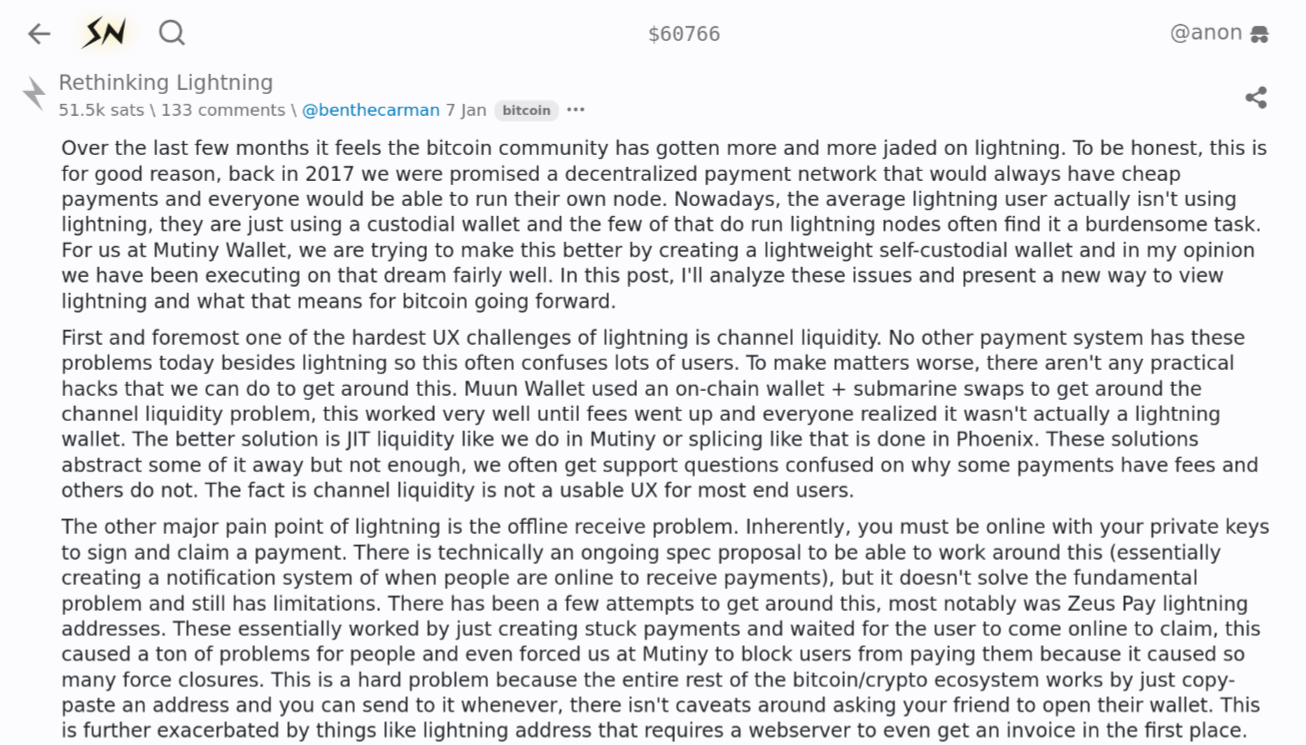 SN
$60766
@anon
Rethinking Lightning
51.5k sats \ 133 comments \ @benthecarman 7 Jan bitcoin ···
Over the last few months it feels the bitcoin community has gotten more and more jaded on lightning. To be honest, this is
for good reason, back in 2017 we were promised a decentralized payment network that would always have cheap
payments and everyone would be able to run their own node. Nowadays, the average lightning user actually isn't using
lightning, they are just using a custodial wallet and the few of that do run lightning nodes often find it a burdensome task.
For us at Mutiny Wallet, we are trying to make this better by creating a lightweight self-custodial wallet and in my opinion
we have been executing on that dream fairly well. In this post, I'll analyze these issues and present a new way to view
lightning and what that means for bitcoin going forward.
First and foremost one of the hardest UX challenges of lightning is channel liquidity. No other payment system has these
problems today besides lightning so this often confuses lots of users. To make matters worse, there aren't any practical
hacks that we can do to get around this. Muun Wallet used an on-chain wallet + submarine swaps to get around the
channel liquidity problem, this worked very well until fees went up and everyone realized it wasn't actually a lightning
wallet. The better solution is JIT liquidity like we do in Mutiny or splicing like that is done in Phoenix. These solutions
abstract some of it away but not enough, we often get support questions confused on why some payments have fees and
others do not. The fact is channel liquidity is not a usable UX for most end users.
The other major pain point of lightning is the offline receive problem. Inherently, you must be online with your private keys
to sign and claim a payment. There is technically an ongoing spec proposal to be able to work around this (essentially
creating a notification system of when people are online to receive payments), but it doesn't solve the fundamental
problem and still has limitations. There has been a few attempts to get around this, most notably was Zeus Pay lightning
addresses. These essentially worked by just creating stuck payments and waited for the user to come online to claim, this
caused a ton of problems for people and even forced us at Mutiny to block users from paying them because it caused so
many force closures. This is a hard problem because the entire rest of the bitcoin/crypto ecosystem works by just copy-
paste an address and you can send to it whenever, there isn't caveats around asking your friend to open their wallet. This
is further exacerbated by things like lightning address that requires a webserver to even get an invoice in the first place.